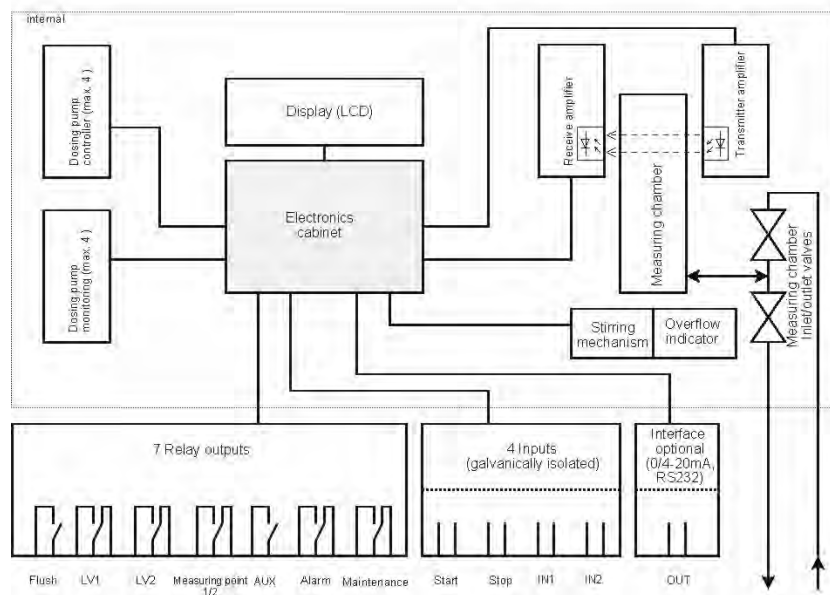 internal
Dosing pump
controller (max. 4 )
Display (LCD)
Receive amplifier
Transmitter amplifier
Measuring chamber
Electronics
cabinet
Dosing pump
monitoring (max. 4 )
Measuring chamber
Inlet/outlet valves
Stirring
mechanism
Overflow
indicator
7 Relay outputs
4 Inputs
(galvanically isolated)
Interface
optional
(0/4-20mA,
RS232)
Flush
LV1
LV2
Measuring point
1/2
AUX
Alarm
Maintenance
Start
Stop
IN1
IN2
OUT